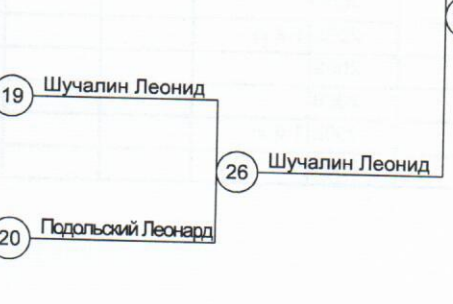 19 Шучалин Леонид
26 Шучалин Леонид
20 Подольский Леонард